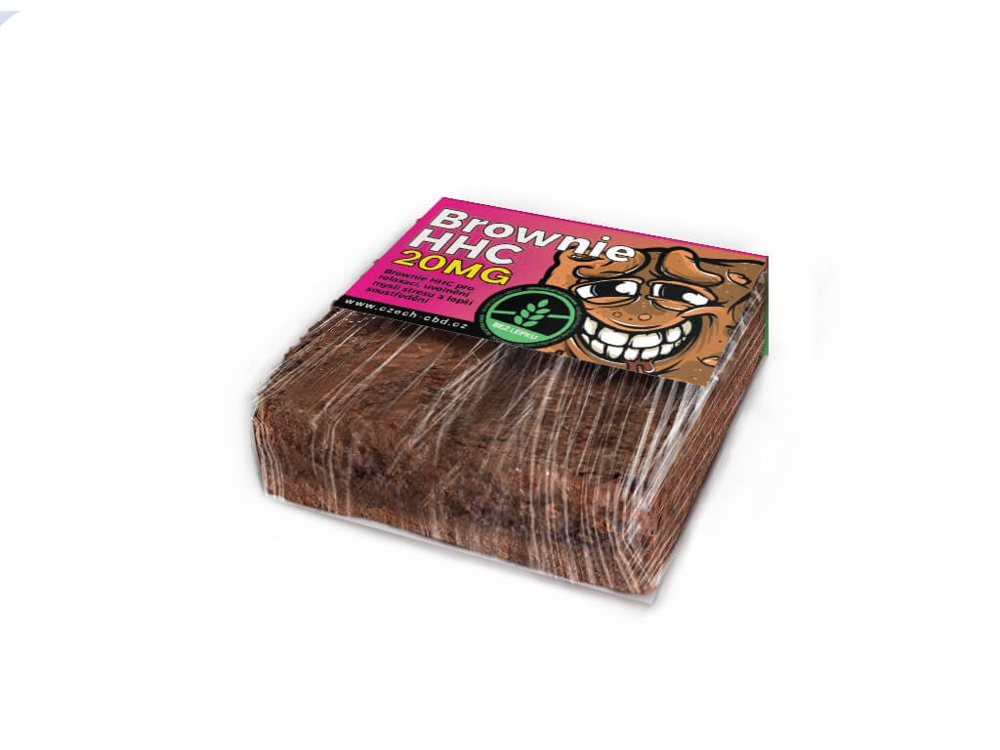 Brownie
HHC
20MG
Brownie HHC pro
relaxaci, uvolnění
mysli stresu a lepší
soustředění
www.czech-cbd.cz
BEZ LEPKU